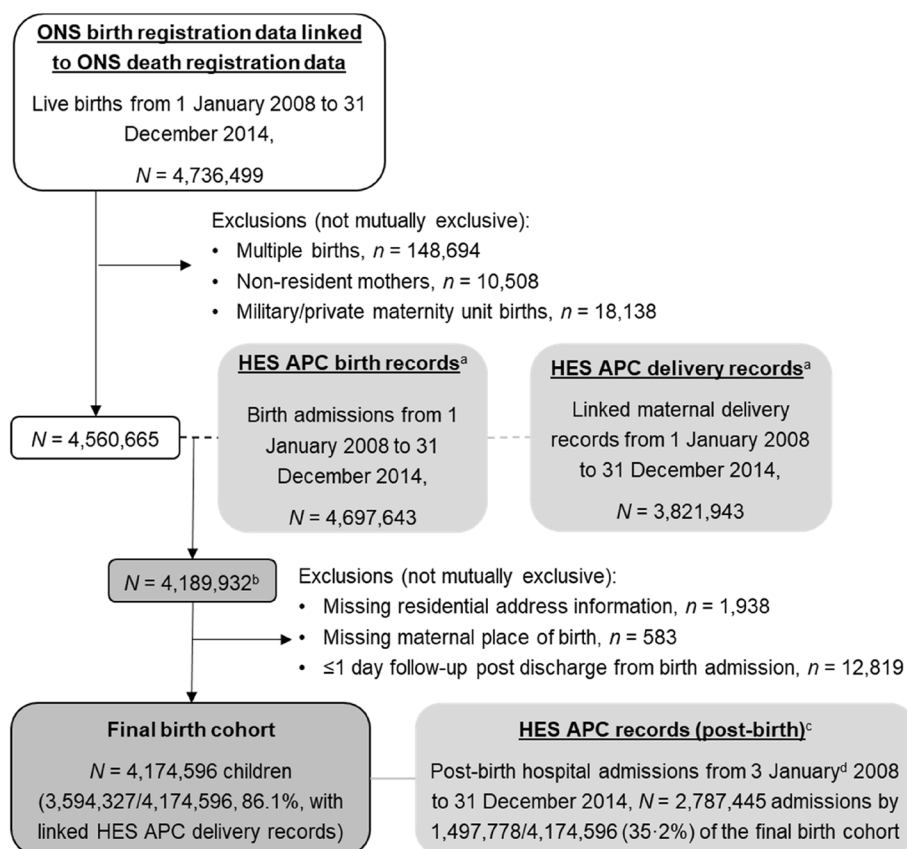 ONS birth registration data linked
to ONS death registration data
Live births from 1 January 2008 to 31
December 2014,
N = 4,736,499
Exclusions (not mutually exclusive):
• Multiple births, n = 148,694
• Non-resident mothers, n = 10,508
• Military/private maternity unit births, n = 18,138
HES APC birth recordsᵃ
Birth admissions from 1
January 2008 to 31
December 2014,
N = 4,697,643
HES APC delivery recordsᵃ
Linked maternal delivery
records from 1 January 2008
to 31 December 2014,
N = 3,821,943
N = 4,560,665
N = 4,189,932ᵇ
Exclusions (not mutually exclusive):
• Missing residential address information, n = 1,938
• Missing maternal place of birth, n = 583
• ≤1 day follow-up post discharge from birth admission, n = 12,819
Final birth cohort
N = 4,174,596 children
(3,594,327/4,174,596, 86.1%, with
linked HES APC delivery records)
HES APC records (post-birth)ᶜ
Post-birth hospital admissions from 3 Januaryᵈ 2008
to 31 December 2014, N = 2,787,445 admissions by
1,497,778/4,174,596 (35·2%) of the final birth cohort